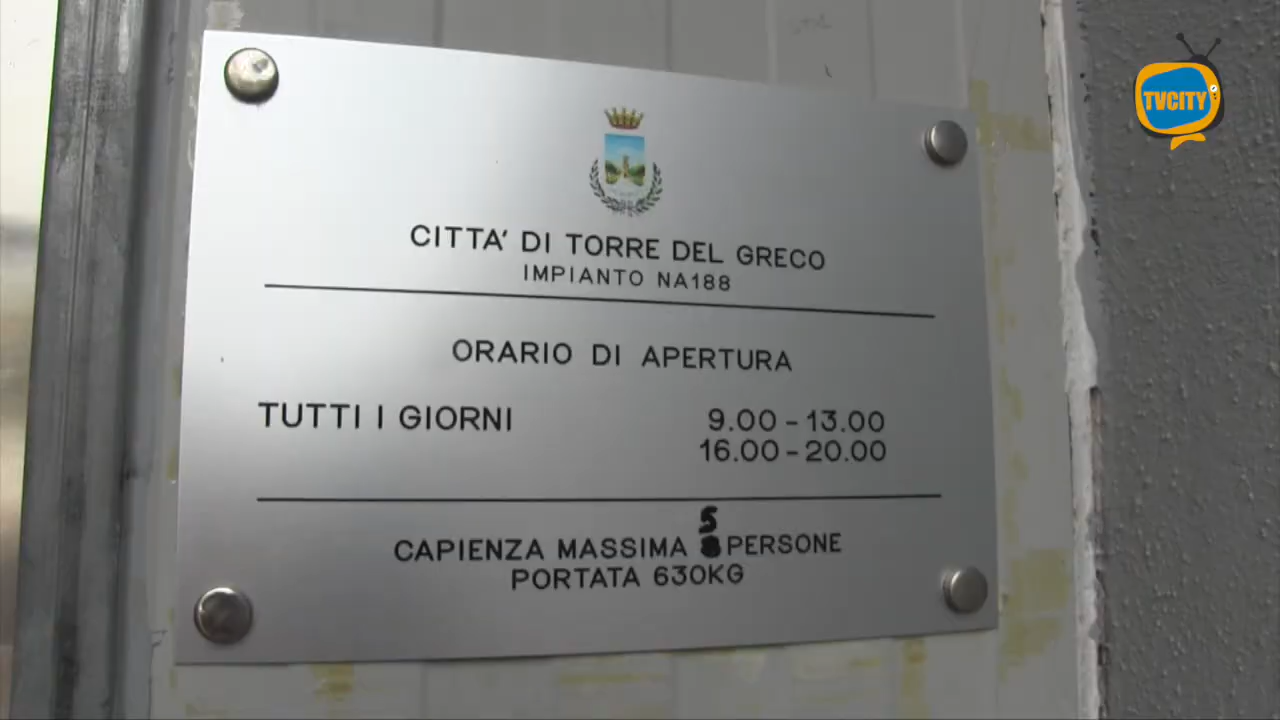 TVCITY
CITTA' DI TORRE DEL GRECO
IMPIANTO NA188
ORARIO DI APERTURA
TUTTI I GIORNI 9.00 - 13.00
16.00 - 20.00
5
CAPIENZA MASSIMA PERSONE
PORTATA 630KG